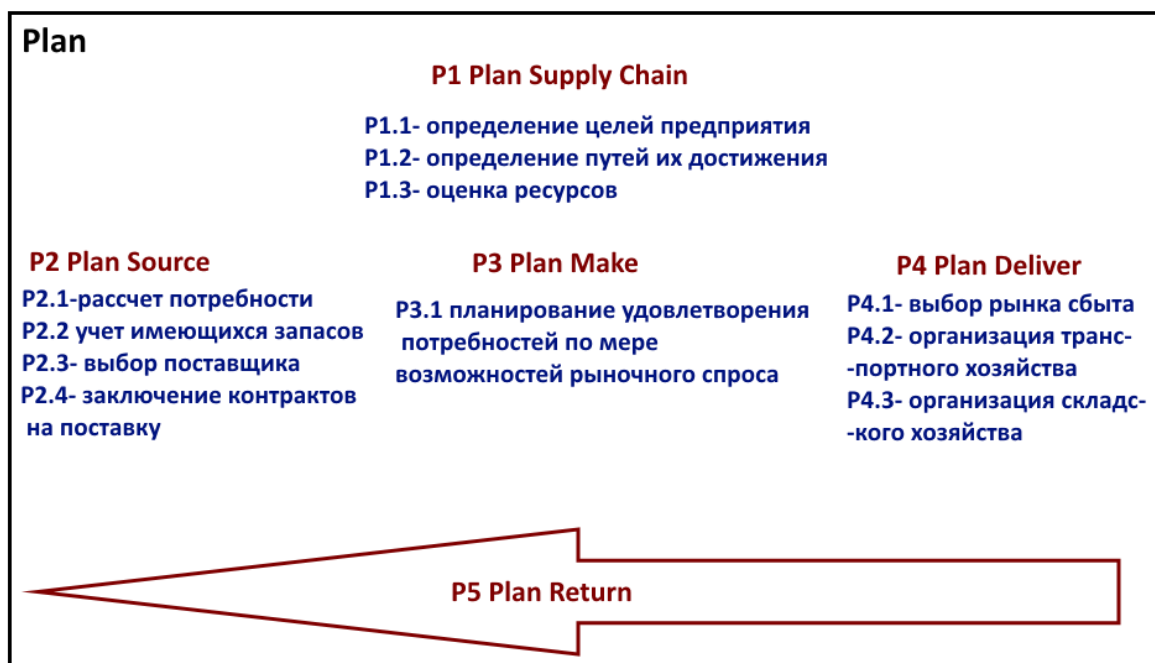 Plan
P1 Plan Supply Chain
P1.1- определение целей предприятия
P1.2- определение путей их достижения
P1.3- оценка ресурсов
P2 Plan Source
P2.1-рассчет потребности
P2.2 учет имеющихся запасов
P2.3- выбор поставщика
P2.4- заключение контрактов
на поставку
P3 Plan Make
P3.1 планирование удовлетворения
потребностей по мере
возможностей рыночного спроса
P4 Plan Deliver
P4.1- выбор рынка сбыта
P4.2- организация транс-
-портного хозяйства
P4.3- организация складс-
-кого хозяйства
P5 Plan Return